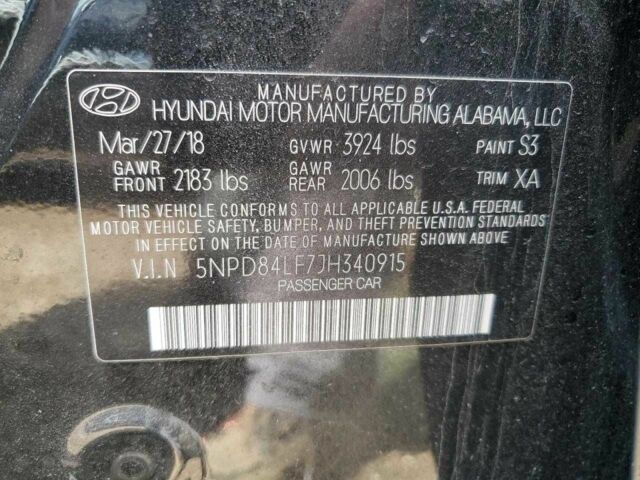 MANUFACTURED BY
HYUNDAI MOTOR MANUFACTURING ALABAMA, LLC
Mar/27/18 GVWR 3924 lbs PAINT S3
GAWR FRONT 2183 lbs GAWR REAR 2006 lbs TRIM XA
THIS VEHICLE CONFORMS TO ALL APPLICABLE U.S.A. FEDERAL
MOTOR VEHICLE SAFETY, BUMPER, AND THEFT PREVENTION STANDARDS
IN EFFECT ON THE DATE OF MANUFACTURE SHOWN ABOVE.
V.I.N 5NPD84LF7JH340915
PASSENGER CAR